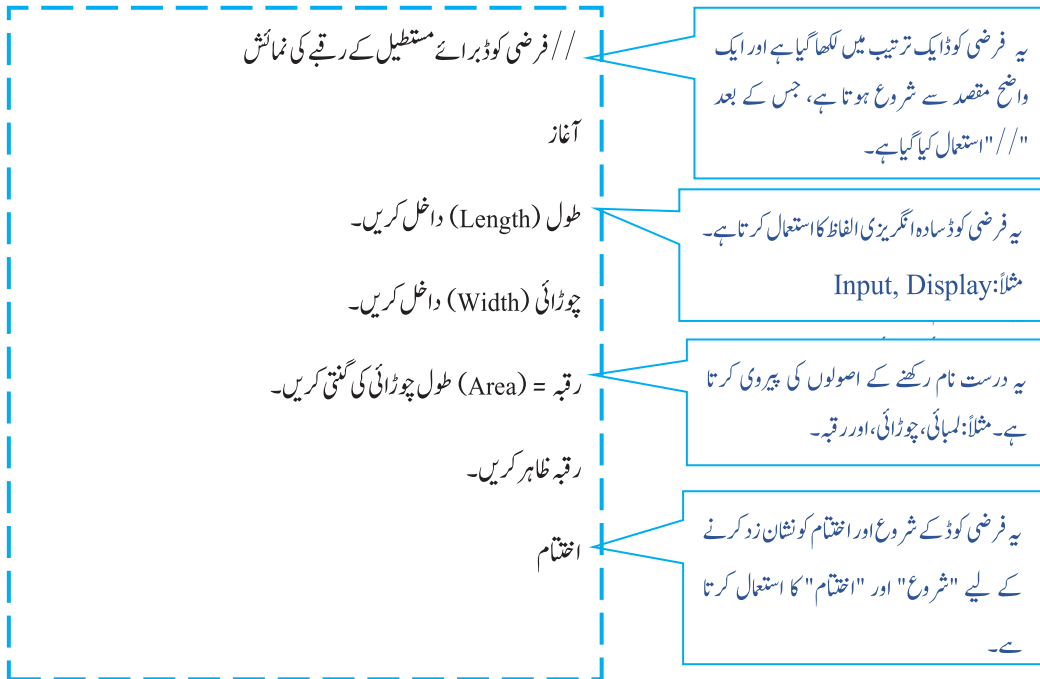 //فرضی کوڈ برائے مستطیل کے رقبے کی نمائش
آغاز
طول (Length) داخل کریں۔
چوڑائی (Width) داخل کریں۔
رقبہ = (Area) طول چوڑائی کی گنتی کریں۔
رقبہ ظاہر کریں۔
اختتام
یہ فرضی کوڈ ایک ترتیب میں لکھا گیا ہے اور ایک
واضح مقصد سے شروع ہوتا ہے، جس کے بعد
"//" استعمال کیا گیا ہے۔
یہ فرضی کوڈ سادہ انگریزی الفاظ کا استعمال کرتا ہے۔
مثلاً: Input, Display
یہ درست نام رکھنے کے اصولوں کی پیروی کرتا
ہے۔ مثلاً: لمبائی، چوڑائی، اور رقبہ۔
یہ فرضی کوڈ کے شروع اور اختتام کو نشان زد کرنے
کے لیے "شروع" اور "اختتام" کا استعمال کرتا
ہے۔